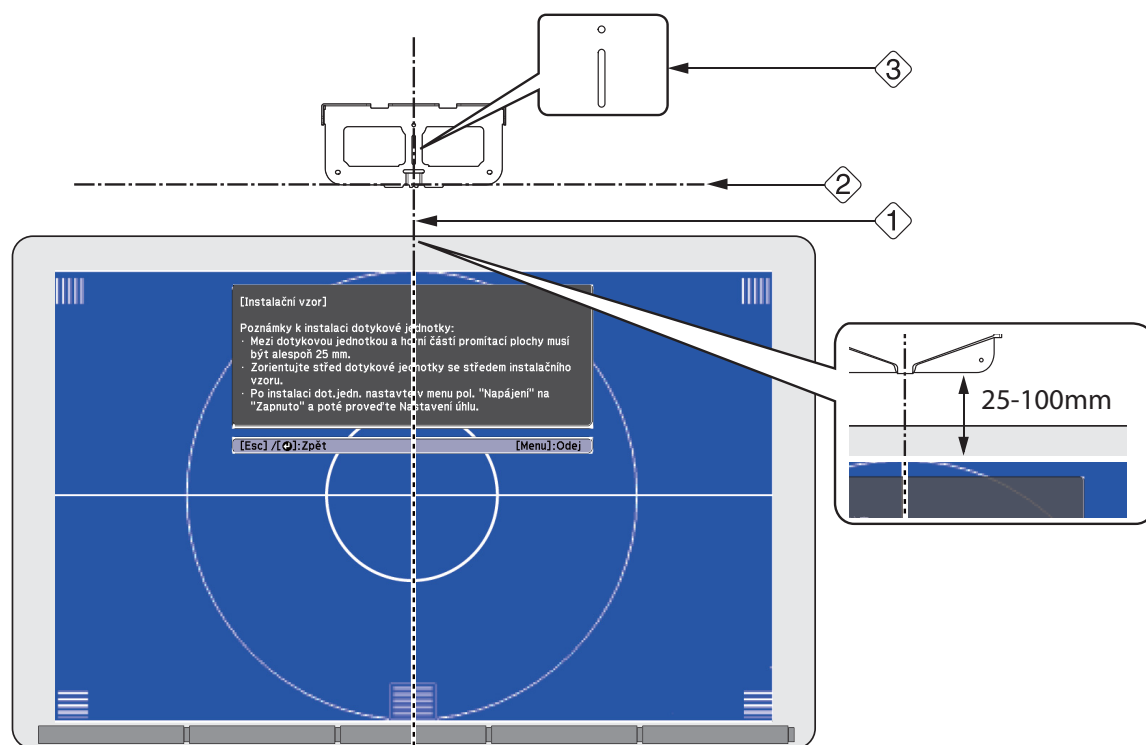 3
2
1
[Instalační vzor]
Poznámky k instalaci dotykové jednotky:
· Mezi dotykovou jednotkou a horní částí promítací plochy musí
být alespoň 25 mm.
· Zorientujte střed dotykové jednotky se středem instalačního
vzoru.
· Po instalaci dot.jedn. nastavte v menu pol. "Napájení" na
"Zapnuto" a poté proveďte Nastavení úhlu.
[Esc] /[⏎]:Zpět [Menu]:Odej
25-100mm